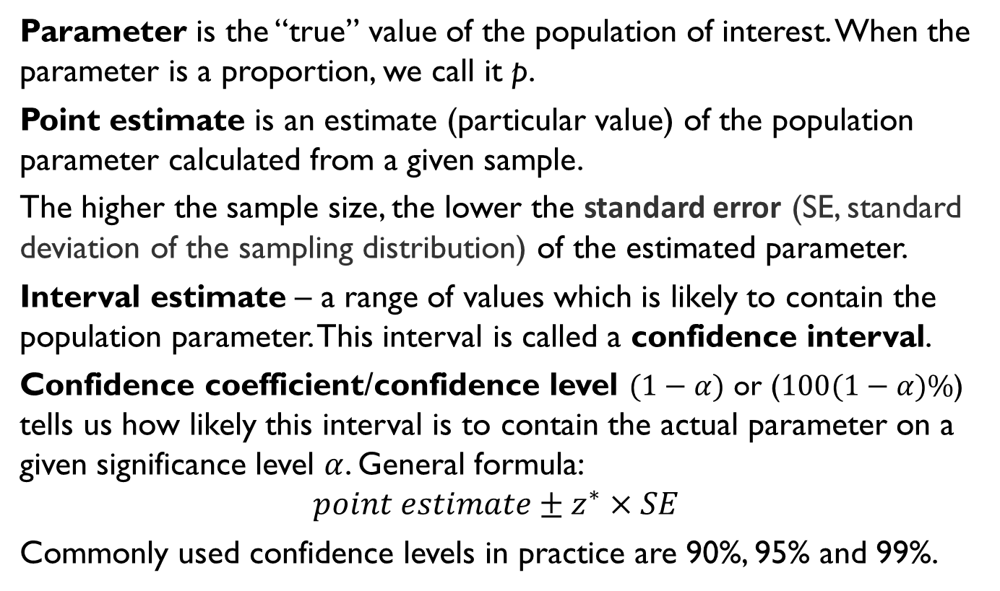 Parameter is the “true” value of the population of interest. When the
parameter is a proportion, we call it p.
Point estimate is an estimate (particular value) of the population
parameter calculated from a given sample.
The higher the sample size, the lower the standard error (SE, standard
deviation of the sampling distribution) of the estimated parameter.
Interval estimate – a range of values which is likely to contain the
population parameter. This interval is called a confidence interval.
Confidence coefficient/confidence level (1 − α) or (100(1 − α)%)
tells us how likely this interval is to contain the actual parameter on a
given significance level α. General formula:
point estimate ± z* × SE
Commonly used confidence levels in practice are 90%, 95% and 99%.